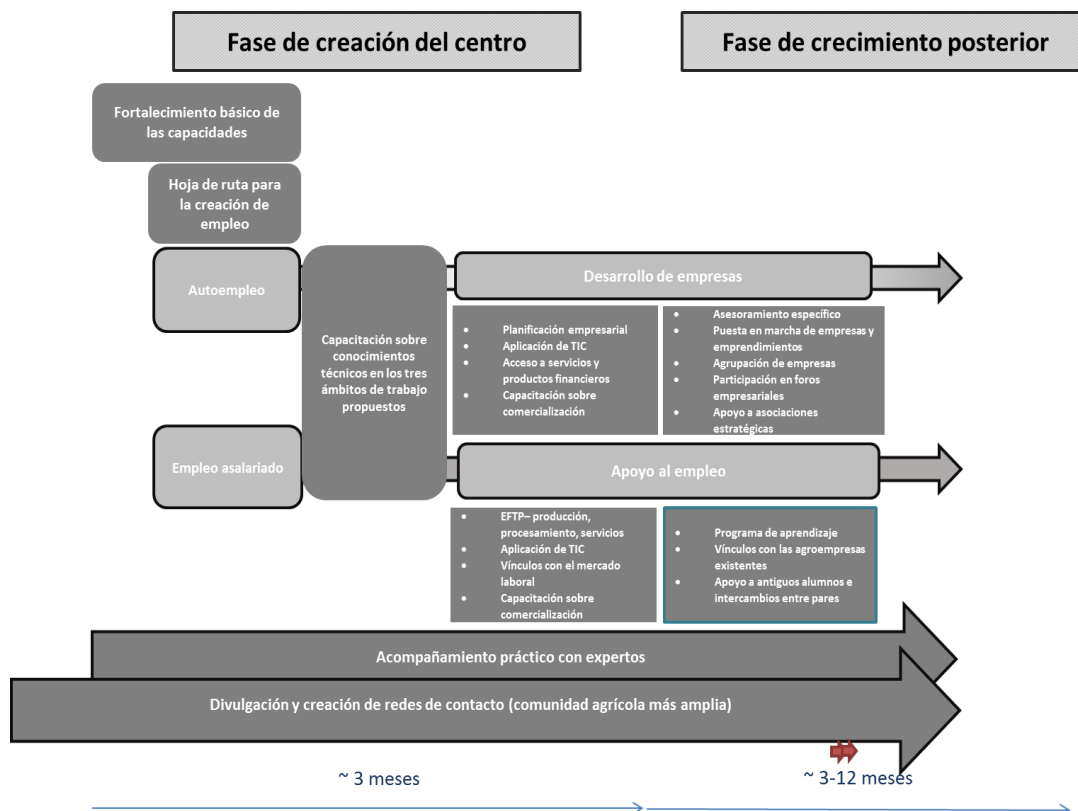 Fase de creación del centro
Fase de crecimiento posterior
Fortalecimiento básico de
las capacidades
Hoja de ruta para
la creación de
empleo
Autoempleo
Capacitación sobre
conocimientos
técnicos en los tres
ámbitos de trabajo
propuestos
Desarrollo de empresas
• Planificación empresarial
• Aplicación de TIC
• Acceso a servicios y
productos financieros
• Capacitación sobre
comercialización
• Asesoramiento específico
• Puesta en marcha de empresas y
emprendimientos
• Agrupación de empresas
• Participación en foros
empresariales
• Apoyo a asociaciones
estratégicas
Empleo asalariado
Apoyo al empleo
• EFTP– producción,
procesamiento, servicios
• Aplicación de TIC
• Vínculos con el mercado
laboral
• Capacitación sobre
comercialización
• Programa de aprendizaje
• Vínculos con las agroempresas
existentes
• Apoyo a antiguos alumnos e
intercambios entre pares
Acompañamiento práctico con expertos
Divulgación y creación de redes de contacto (comunidad agrícola más amplia)
~ 3 meses
~ 3-12 meses